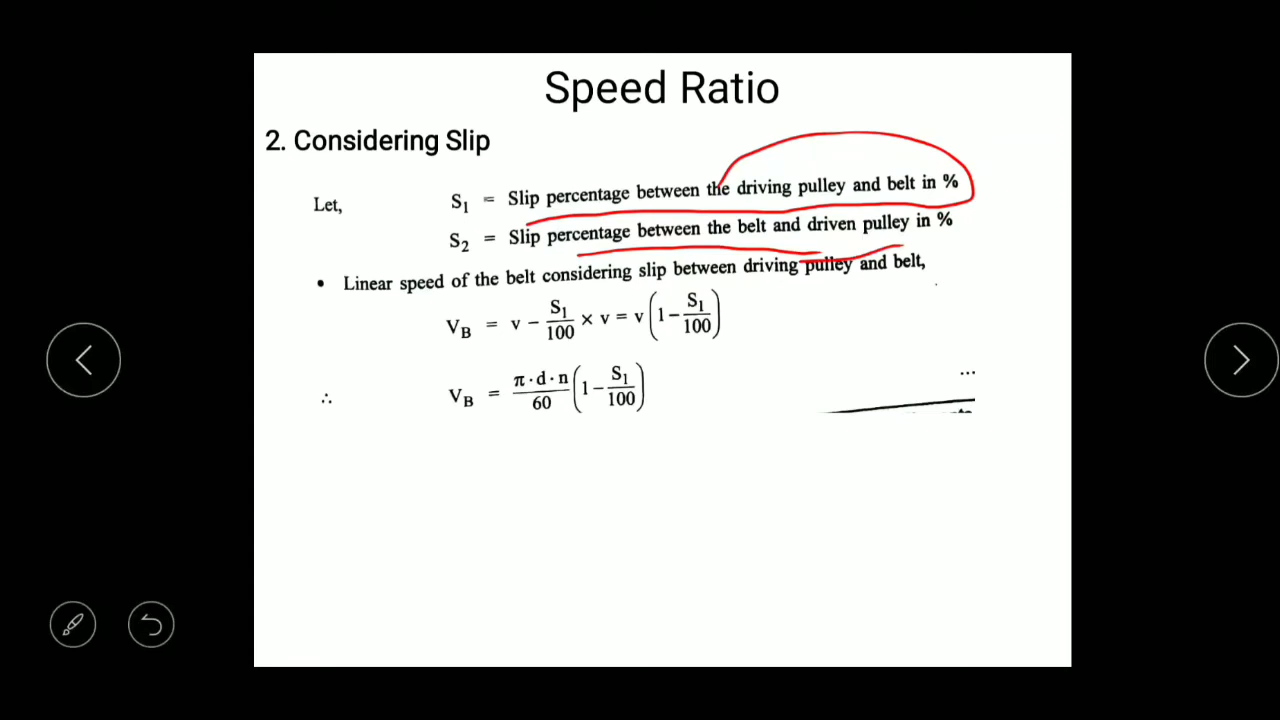 Speed Ratio
2. Considering Slip
Let, S₁ = Slip percentage between the driving pulley and belt in %
S₂ = Slip percentage between the belt and driven pulley in %
• Linear speed of the belt considering slip between driving pulley and belt,
V_B = v − S₁/100 × v = v(1 − S₁/100)
∴ V_B = π·d·n/60 (1 − S₁/100) ...